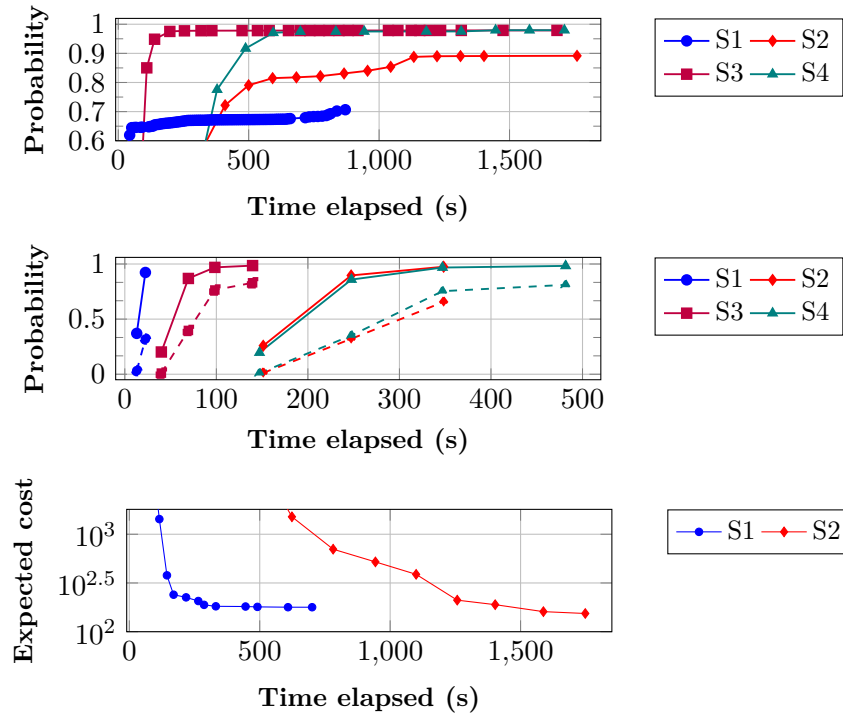 1
0.9
0.8
0.7
0.6
Probability
0 500 1,000 1,500
Time elapsed (s)
S1 S2
S3 S4
1
0.5
0
Probability
0 100 200 300 400 500
Time elapsed (s)
S1 S2
S3 S4
10^3
10^2.5
10^2
Expected cost
0 500 1,000 1,500
Time elapsed (s)
S1 S2